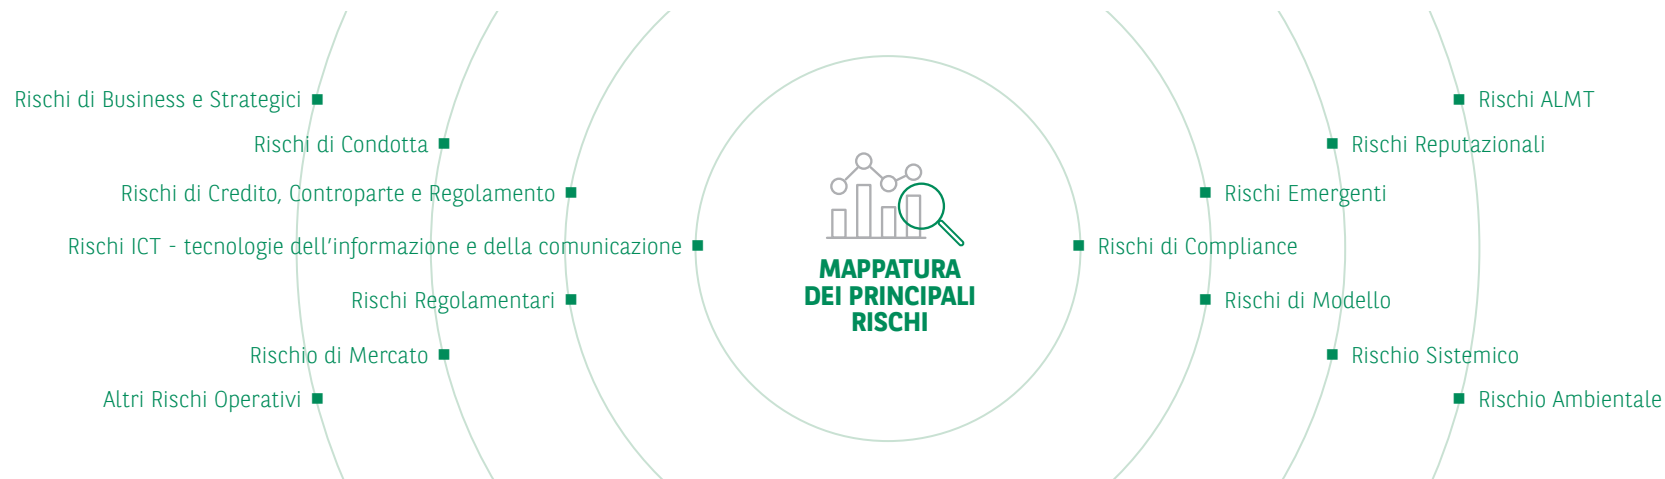 Rischi di Business e Strategici
Rischi di Condotta
Rischi di Credito, Controparte e Regolamento
Rischi ICT - tecnologie dell'informazione e della comunicazione
Rischi Regolamentari
Rischio di Mercato
Altri Rischi Operativi
MAPPATURA
DEI PRINCIPALI
RISCHI
Rischi ALMT
Rischi Reputazionali
Rischi Emergenti
Rischi di Compliance
Rischi di Modello
Rischio Sistemico
Rischio Ambientale